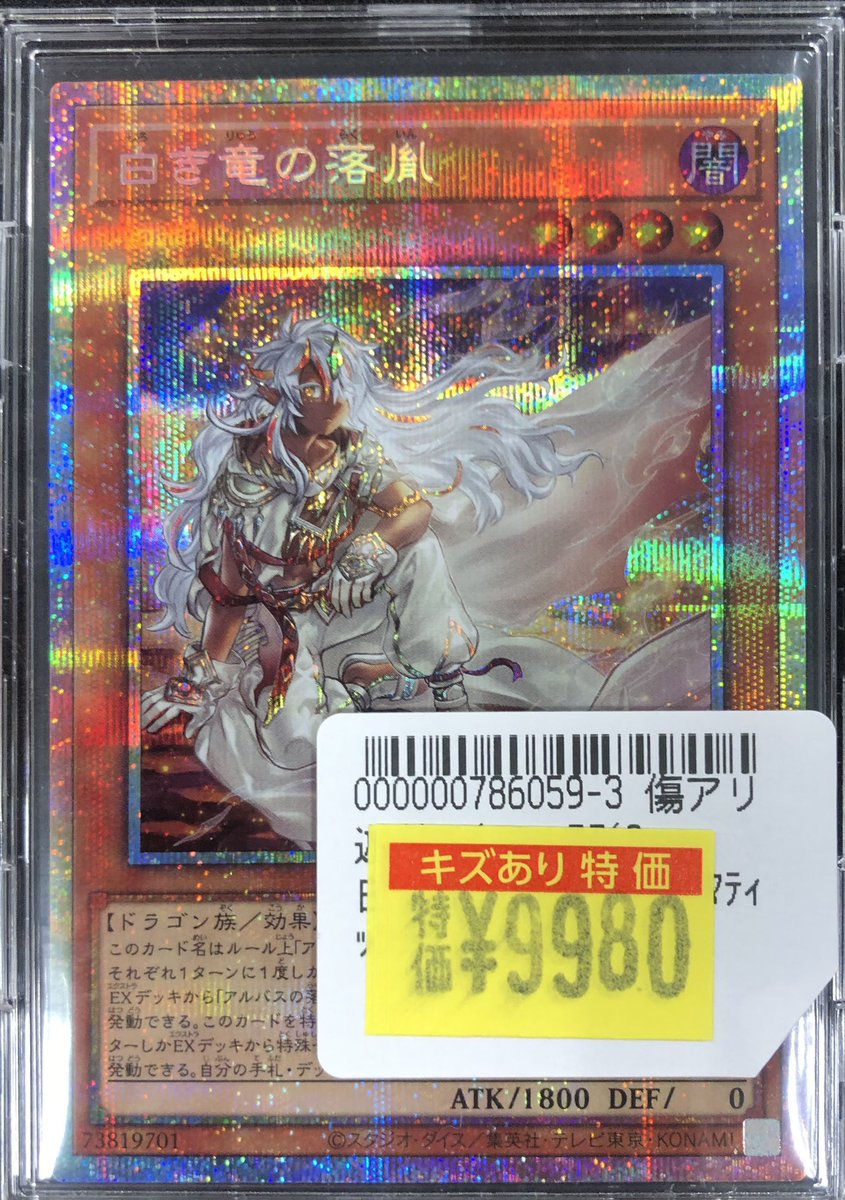 白き竜の落胤
闇
000000786059-3 傷アリ
キズあり特価
マティ
特価 ¥9980
【ドラゴン族／効果
このカード名はルール上「ア
それぞれ1ターンに1度しか
EXデッキから「アルバスの落
発動できる。このカードを特
ターしかEXデッキから特殊
発動できる。自分の手札・デッ
ATK/1800 DEF/ 0
73819701 ©スタジオ・ダイス／集英社・テレビ東京・KONAMI